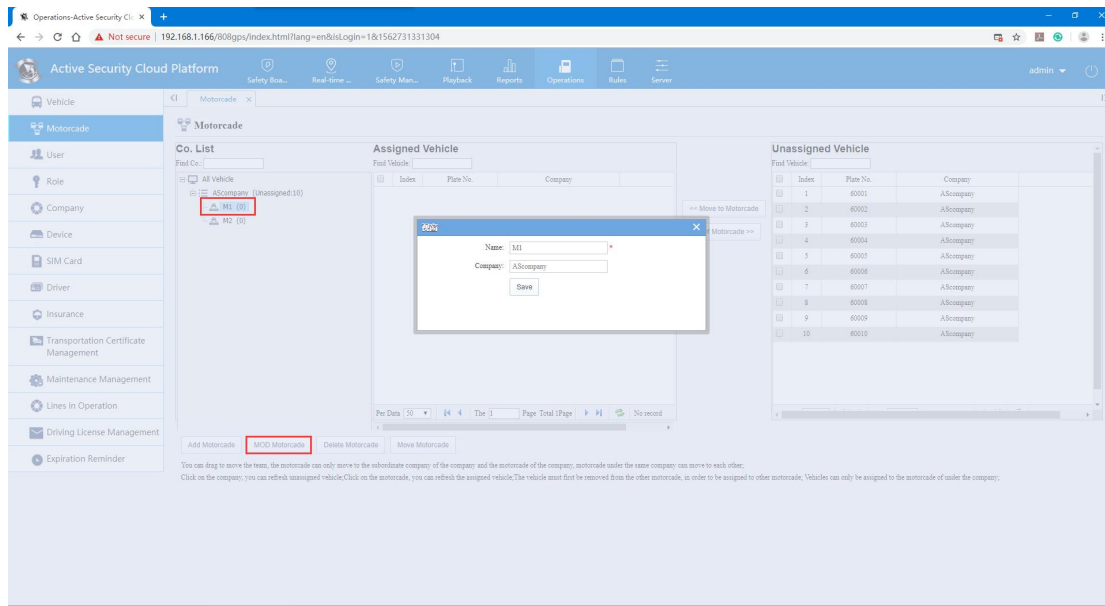 Operations-Active Security Clo
Not secure | 192.168.1.166/808gps/index.html?lang=en&isLogin=1&1562731331304
Active Security Cloud Platform
Safety Boa... Real-time ... Safety Man... Playback Reports Operations Rules Server
admin
Vehicle
Motorcade
User
Role
Company
Device
SIM Card
Driver
Insurance
Transportation Certificate
Management
Maintenance Management
Lines in Operation
Driving License Management
Expiration Reminder
Motorcade
Motorcade
Co. List
Find Co.:
All Vehicle
AScompany (Unassigned:10)
M1 (0)
M2 (0)
Assigned Vehicle
Find Vehicle:
Index Plate No. Company
Per Data 50 The 1 Page Total 1Page No record
<< Move to Motorcade
Motorcade >>
Name: M1 *
Company: AScompany
Save
Unassigned Vehicle
Find Vehicle:
Index Plate No. Company
1 60001 AScompany
2 60002 AScompany
3 60003 AScompany
4 60004 AScompany
5 60005 AScompany
6 60006 AScompany
7 60007 AScompany
8 60008 AScompany
9 60009 AScompany
10 60010 AScompany
Add Motorcade MOD Motorcade Delete Motorcade Move Motorcade
You can drag to move the team, the motorcade can only move to the subordinate company of the company and the motorcade of the company, motorcade under the same company can move to each other;
Click on the company, you can refresh unassigned vehicle;Click on the motorcade, you can refresh the assigned vehicle;The vehicle must first be removed from the other motorcade, in order to be assigned to other motorcade, Vehicles can only be assigned to the motorcade of under the company;